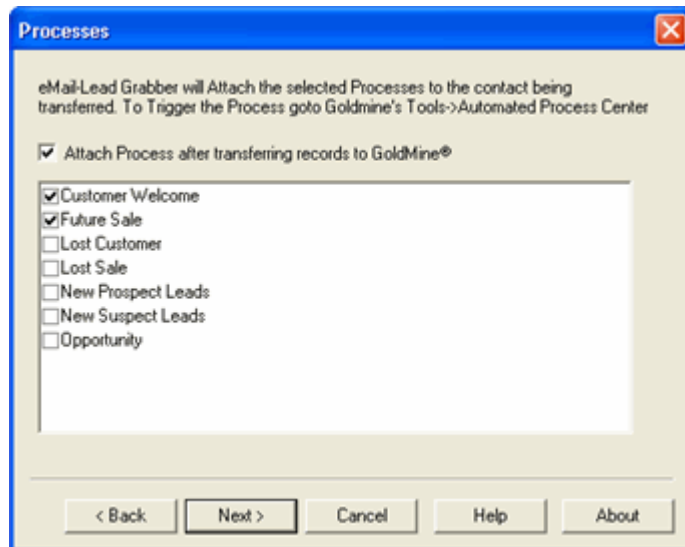 Processes
eMail-Lead Grabber will Attach the selected Processes to the contact being
transferred. To Trigger the Process goto Goldmine's Tools->Automated Process Center
Attach Process after transferring records to GoldMine®
Customer Welcome
Future Sale
Lost Customer
Lost Sale
New Prospect Leads
New Suspect Leads
Opportunity
< Back Next > Cancel Help About